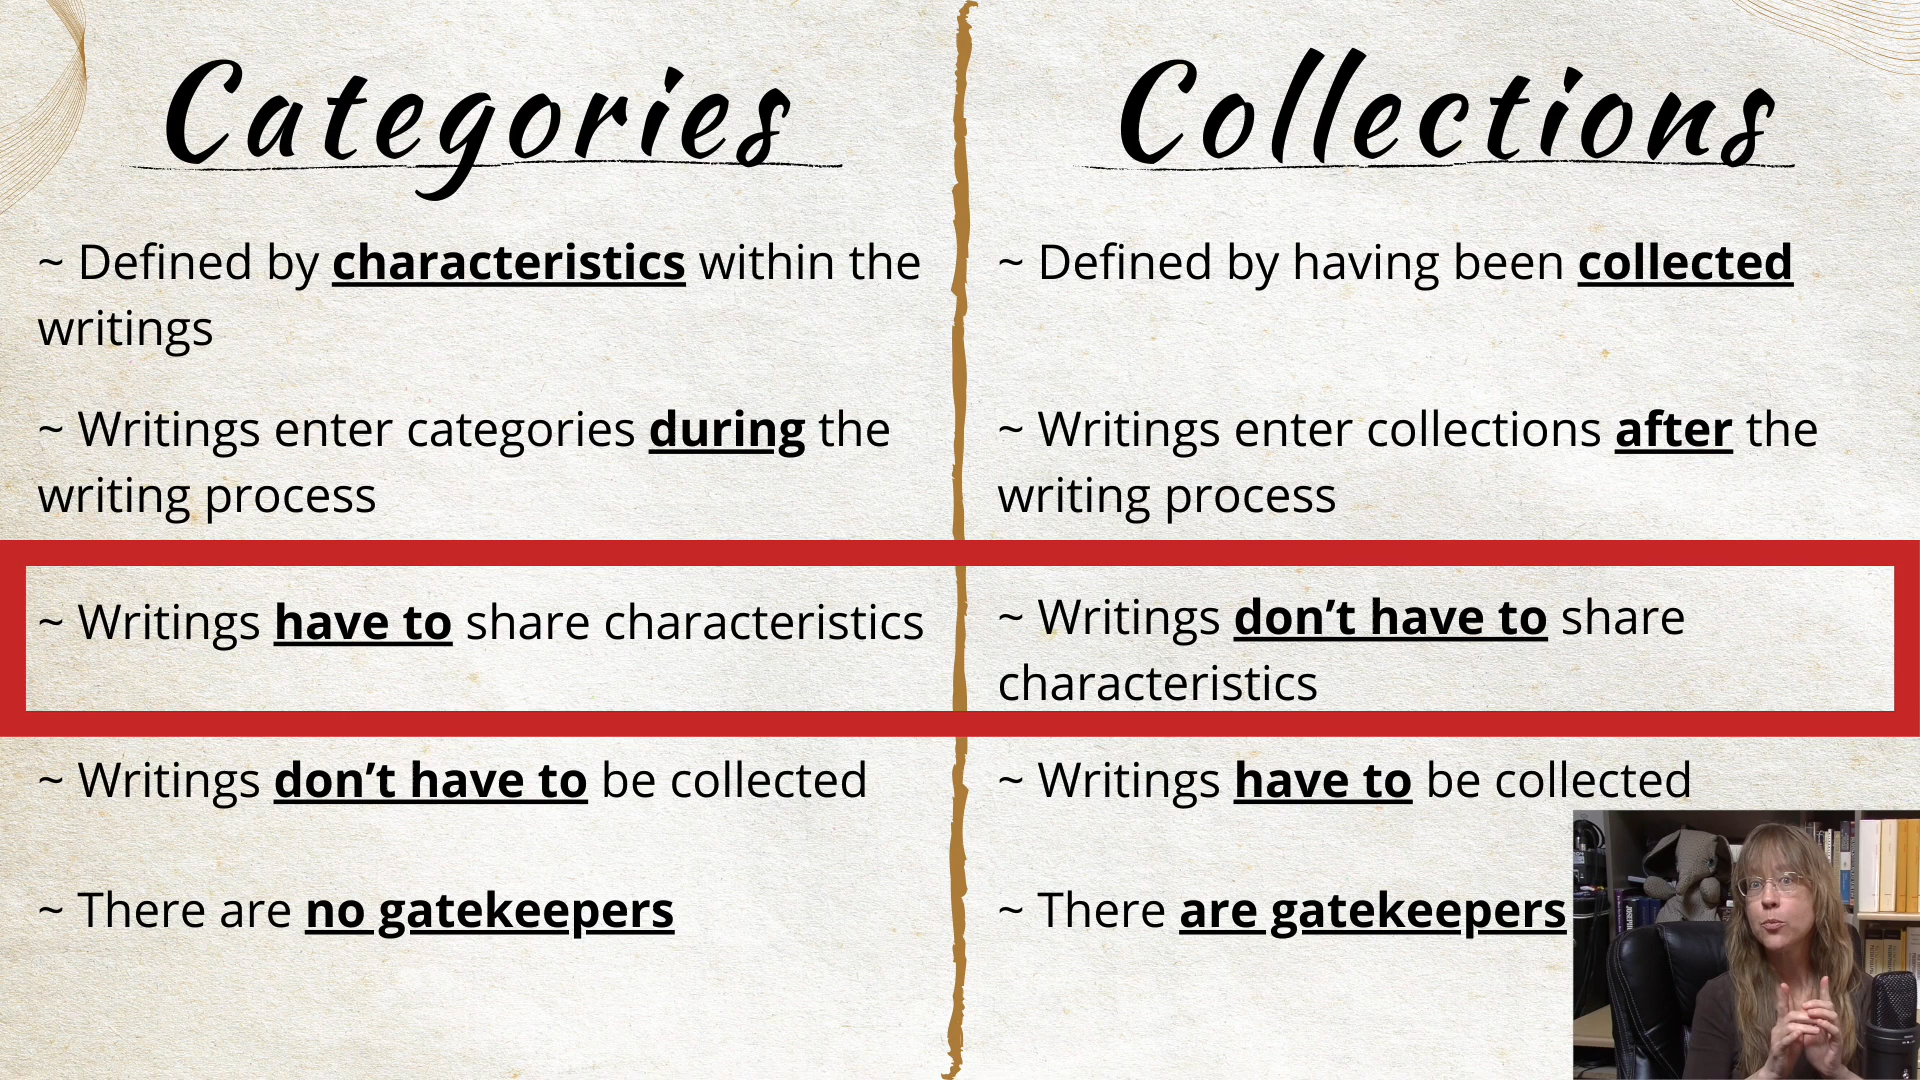 Categories
~ Defined by characteristics within the
writings
~ Writings enter categories during the
writing process
~ Writings have to share characteristics
~ Writings don’t have to be collected
~ There are no gatekeepers
Collections
~ Defined by having been collected
~ Writings enter collections after the
writing process
~ Writings don’t have to share
characteristics
~ Writings have to be collected
~ There are gatekeepers